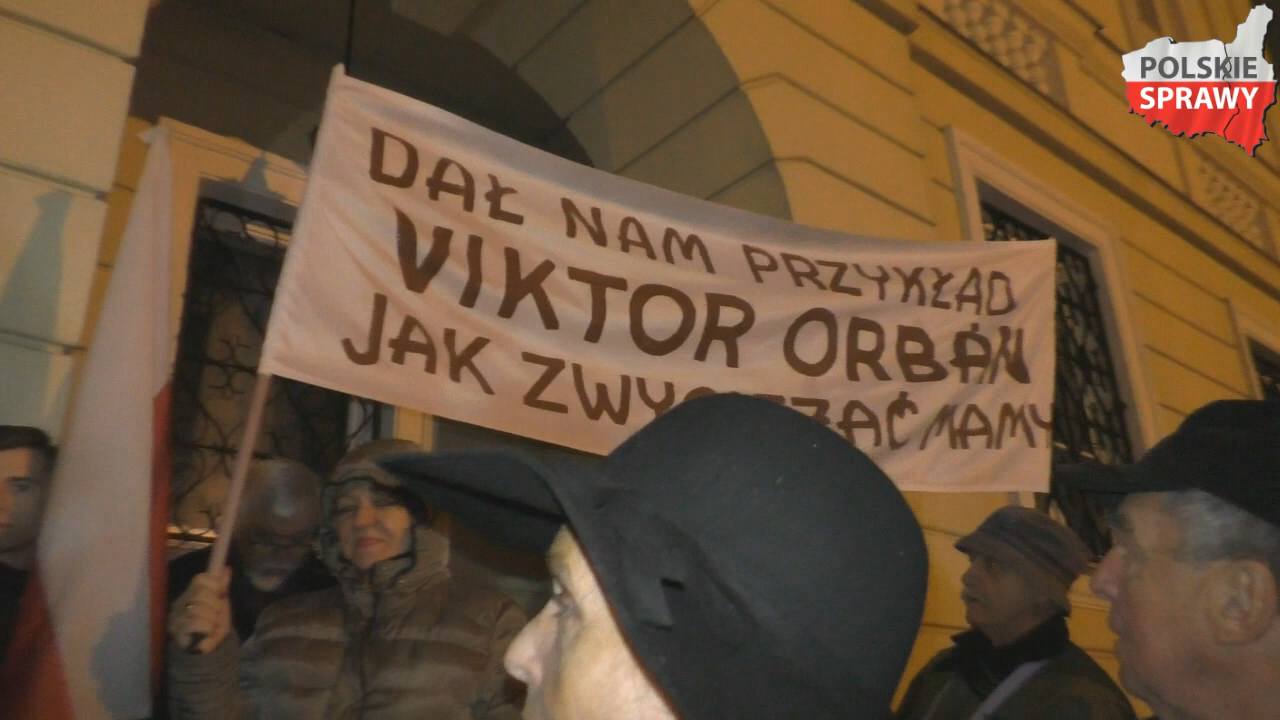 POLSKIE
SPRAWY
DAŁ NAM PRZYKŁAD
VIKTOR ORBÁN
JAK MAMY